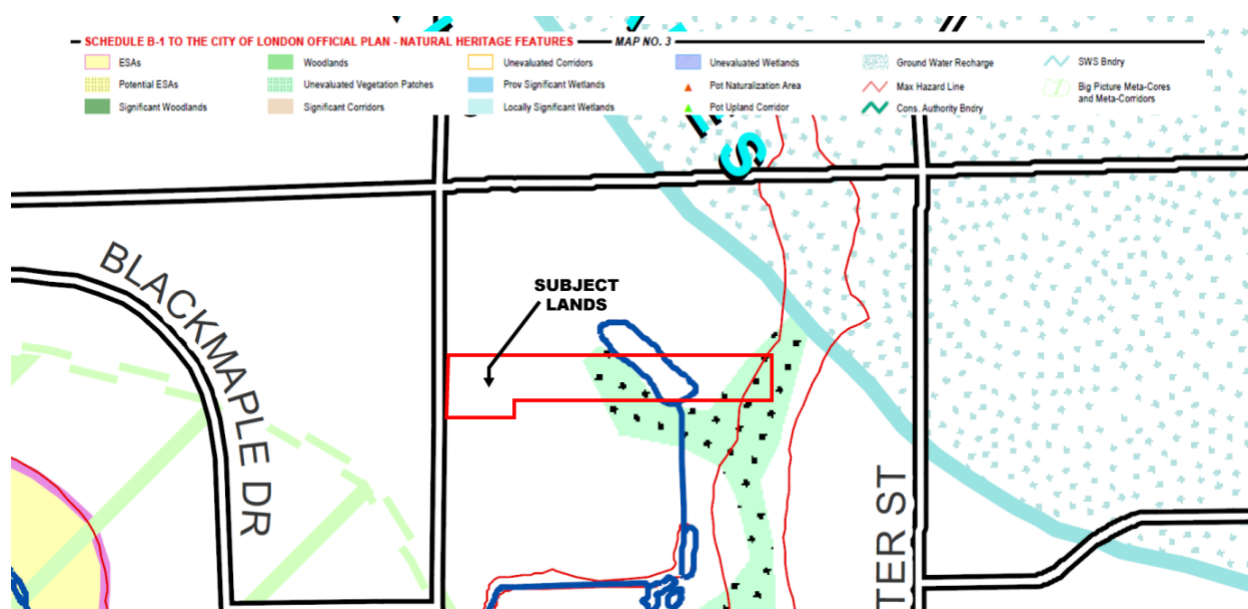 SCHEDULE B-1 TO THE CITY OF LONDON OFFICIAL PLAN - NATURAL HERITAGE FEATURES MAP NO. 3
ESAs
Woodlands
Unevaluated Corridors
Unevaluated Wetlands
Ground Water Recharge
SWS Bndry
Potential ESAs
Unevaluated Vegetation Patches
Prov Significant Wetlands
Pot Naturalization Area
Max Hazard Line
Big Picture Meta-Cores
and Meta-Corridors
Significant Woodlands
Significant Corridors
Locally Significant Wetlands
Pot Upland Corridor
Cons. Authority Bndry
S
BLACKMAPLE DR
SUBJECT
LANDS
TER ST